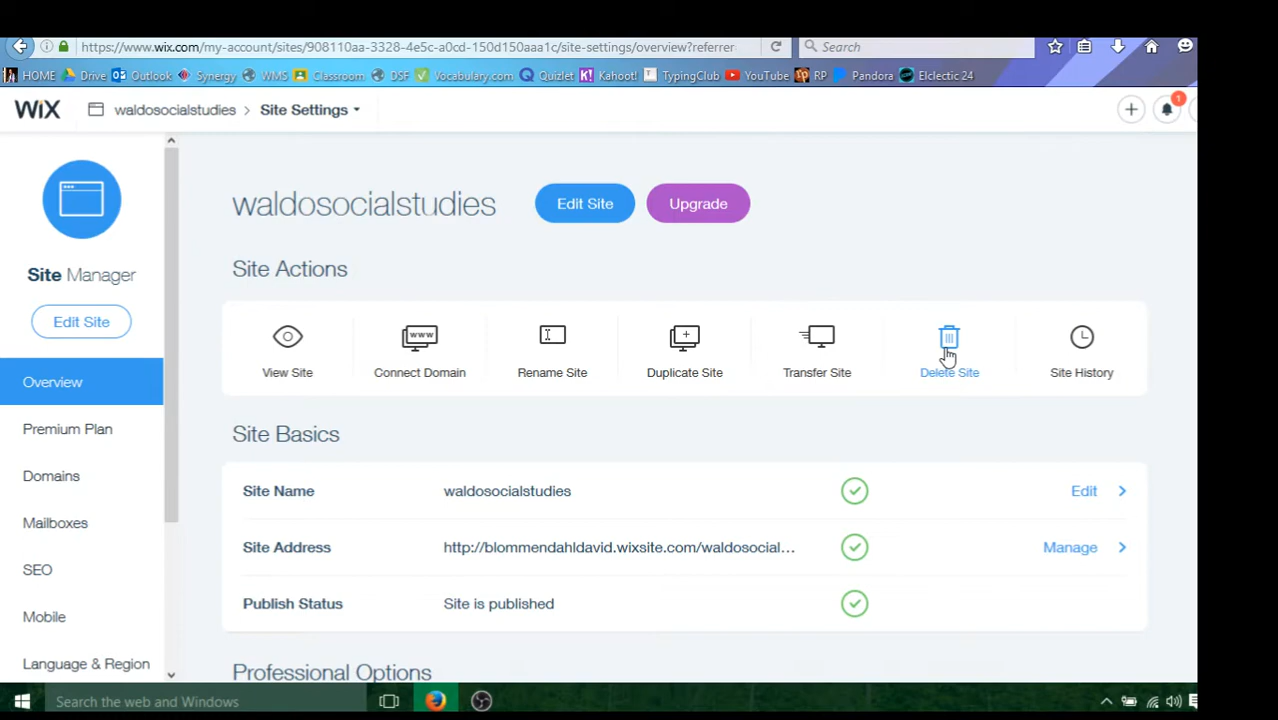 https://www.wix.com/my-account/sites/908110aa-3328-4e5c-a0cd-150d150aaa1c/site-settings/overview?referrer
Search
HOME Drive Outlook Synergy WMS Classroom DSF Vocabulary.com Quizlet Kahoot! TypingClub YouTube RP Pandora Elclectic 24
WiX waldosocialstudies > Site Settings
1
waldosocialstudies
Edit Site
Upgrade
Site Manager
Edit Site
Overview
Premium Plan
Domains
Mailboxes
SEO
Mobile
Language & Region
Site Actions
www
View Site
Connect Domain
Rename Site
Duplicate Site
Transfer Site
Delete Site
Site History
Site Basics
Site Name waldosocialstudies Edit
Site Address http://blommendahldavid.wixsite.com/waldosocial... Manage
Publish Status Site is published
Professional Options
Search the web and Windows